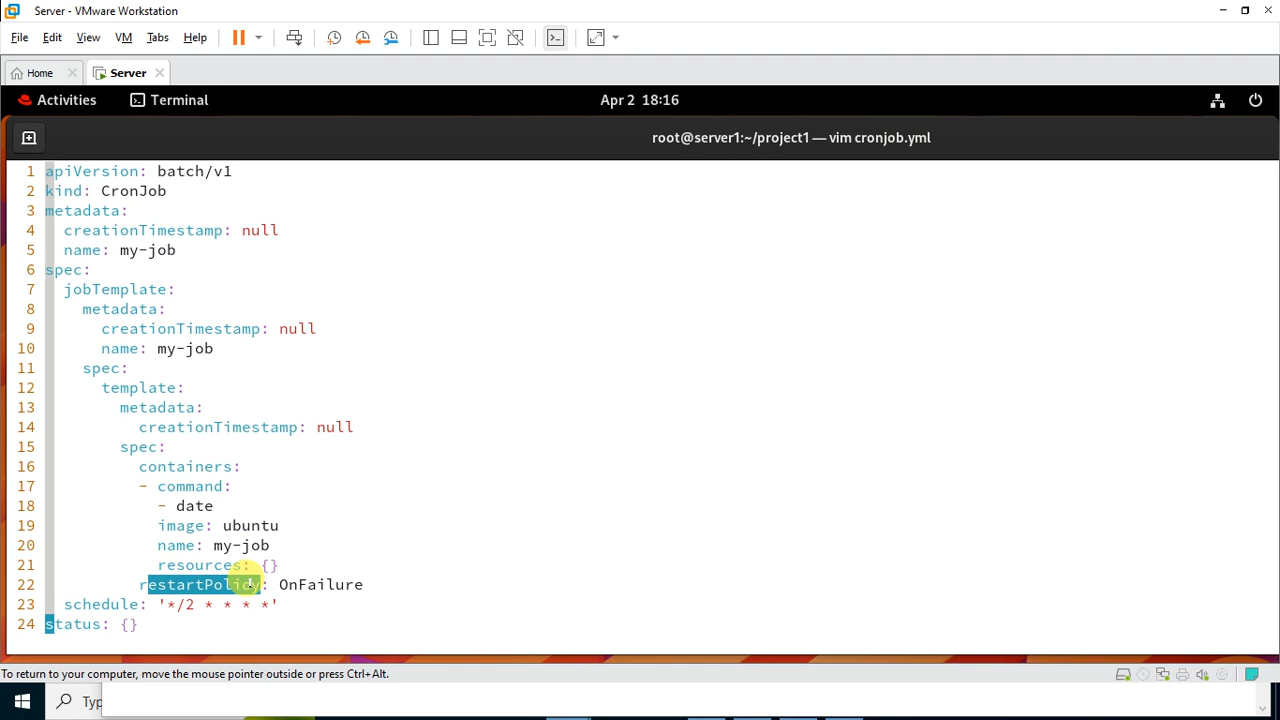 Server - VMware Workstation
File Edit View VM Tabs Help
Home Server
Activities Terminal Apr 2 18:16
root@server1:~/project1 — vim cronjob.yml
1 apiVersion: batch/v1
2 kind: CronJob
3 metadata:
4 creationTimestamp: null
5 name: my-job
6 spec:
7 jobTemplate:
8 metadata:
9 creationTimestamp: null
10 name: my-job
11 spec:
12 template:
13 metadata:
14 creationTimestamp: null
15 spec:
16 containers:
17 - command:
18 - date
19 image: ubuntu
20 name: my-job
21 resources: {}
22 restartPolicy: OnFailure
23 schedule: '*/2 * * * *'
24 status: {}
To return to your computer, move the mouse pointer outside or press Ctrl+Alt.
Typ